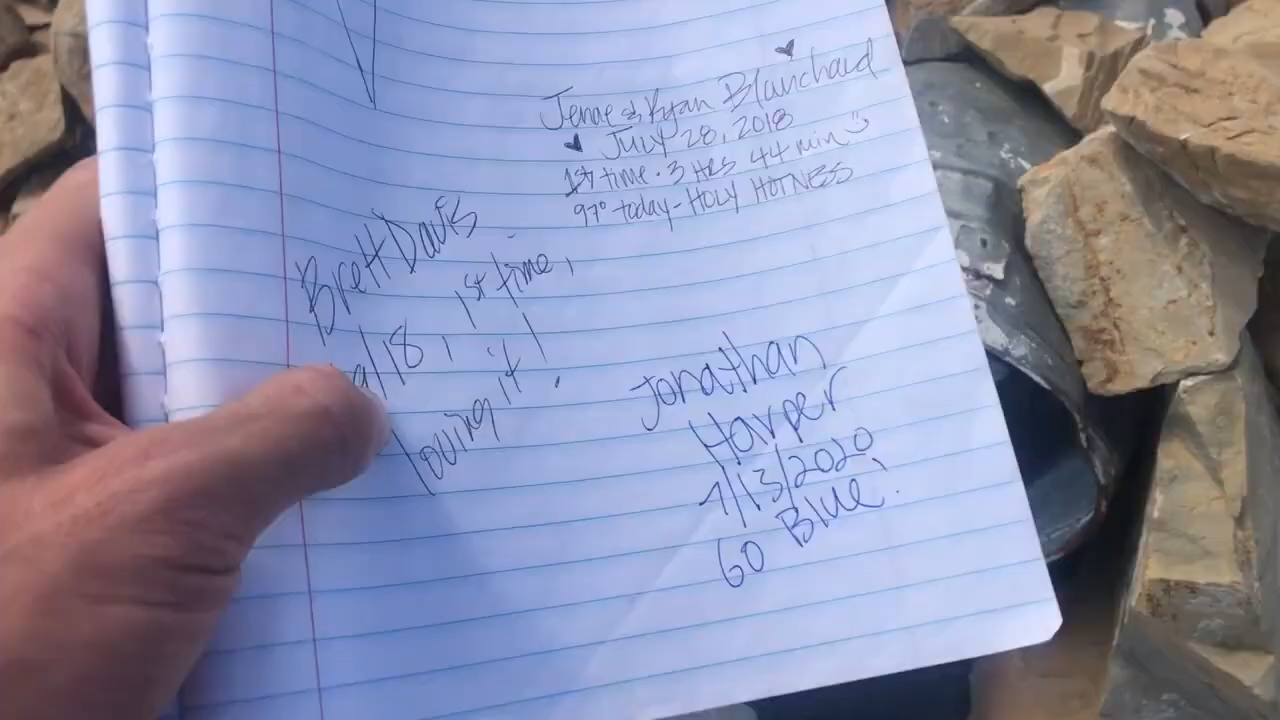 Jenae & Ryan Blanchard
July 28, 2018
1st time • 3 HRS 44 min
97° today - HOLY HOTNESS
Brett Davis
/18, 1st time,
loving it!
Jonathan
Harper
7/13/2020
Go Blue!